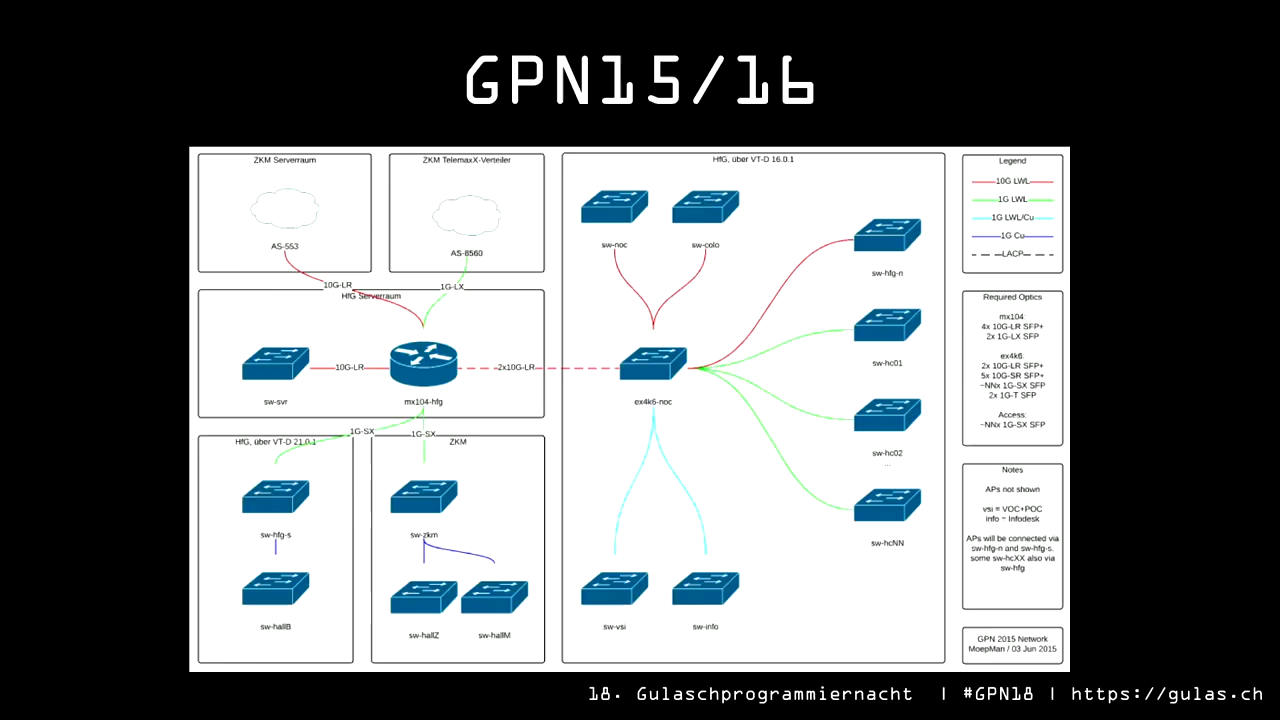 GPN15/16
ZKM Serverraum
AS-553
ZKM TelemaxX-Verteiler
AS-8560
10G-LR
1G-LX
HfG Serverraum
sw-svr
10G-LR
mx104-hfg
2x10G-LR
1G-SX
1G-SX
HfG, über VT-D 21.0.1
sw-hfg-s
sw-hallB
ZKM
sw-zkm
sw-hallZ
sw-hallM
HfG, über VT-D 16.0.1
sw-noc
sw-colo
ex4k6-noc
sw-hfg-n
sw-hc01
sw-hc02
...
sw-hcNN
sw-vsi
sw-info
Legend
10G LWL
1G LWL
1G LWL/Cu
1G Cu
LACP
Required Optics
mx104:
4x 10G-LR SFP+
2x 1G-LX SFP
ex4k6:
2x 10G-LR SFP+
5x 10G-SR SFP+
~NNx 1G-SX SFP
2x 1G-T SFP
Access:
~NNx 1G-SX SFP
Notes
APs not shown
vsi = VOC+POC
info = Infodesk
APs will be connected via
sw-hfg-n and sw-hfg-s.
some sw-hcXX also via
sw-hfg
GPN 2015 Network
MoepMan / 03 Jun 2015
18. Gulaschprogrammiernacht | #GPN18 | https://gulas.ch